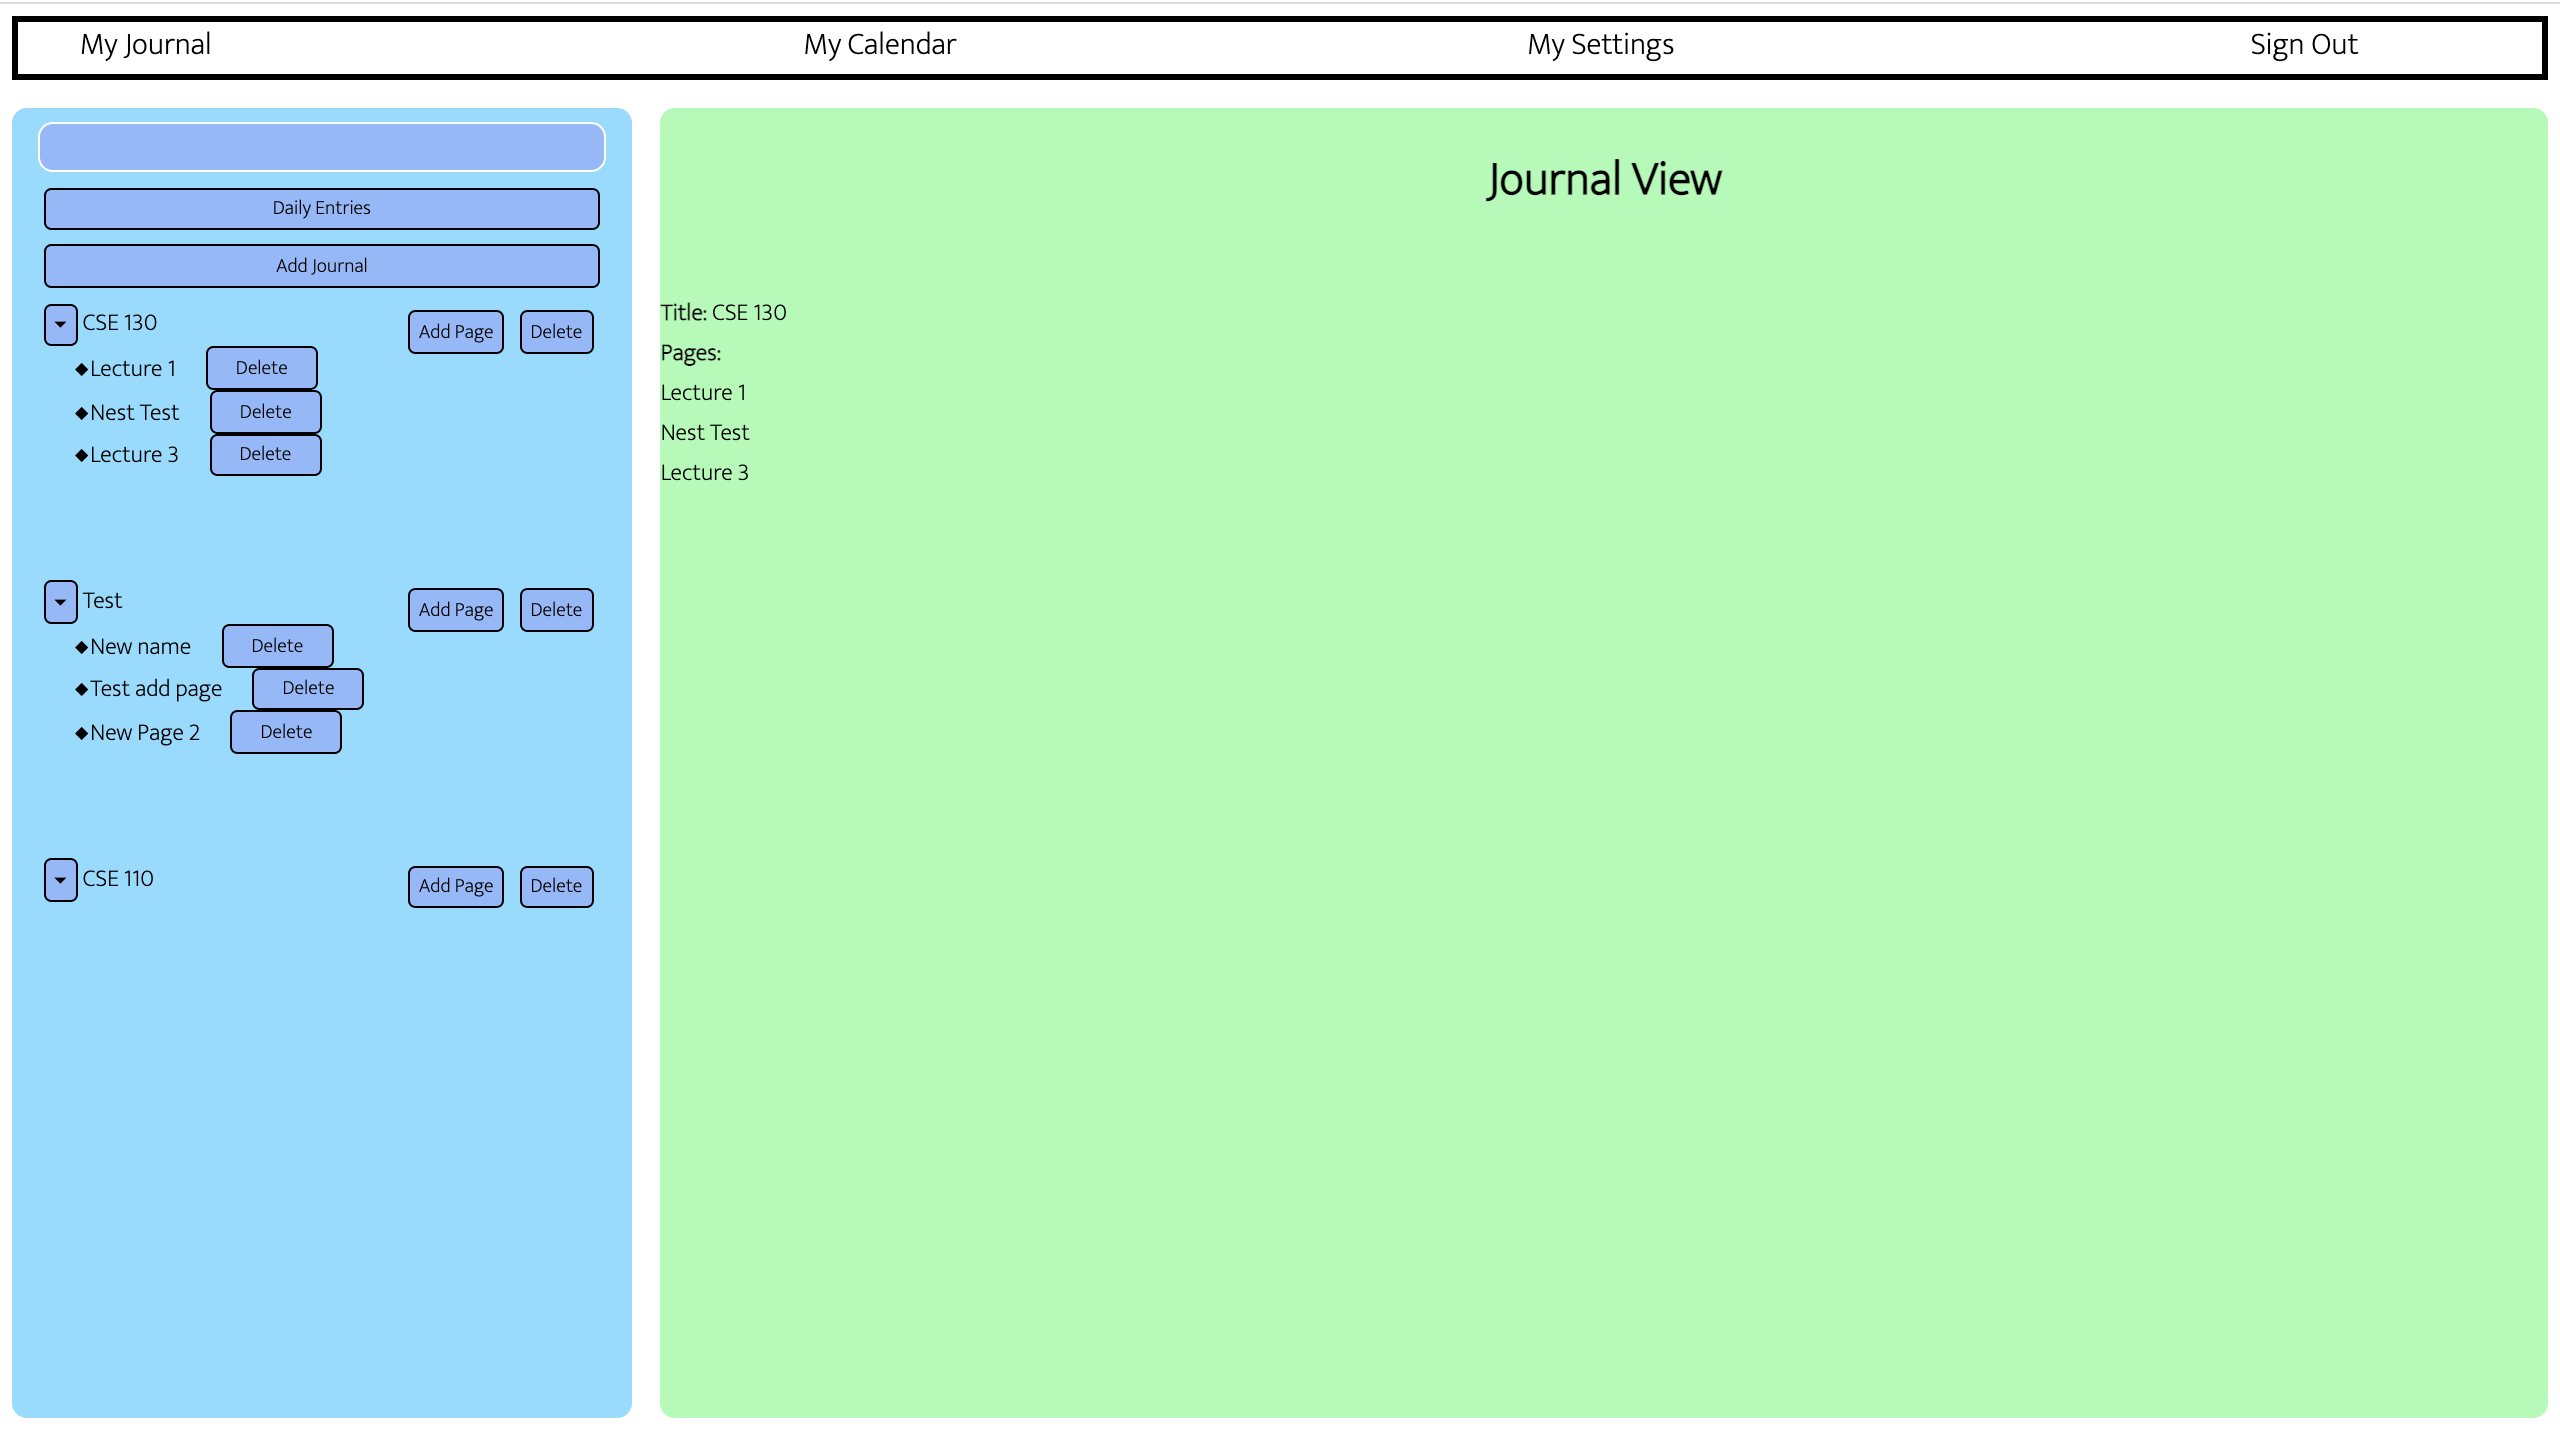 My Journal My Calendar My Settings Sign Out
Daily Entries
Add Journal
CSE 130 Add Page Delete
◆Lecture 1 Delete
◆Nest Test Delete
◆Lecture 3 Delete
Test Add Page Delete
◆New name Delete
◆Test add page Delete
◆New Page 2 Delete
CSE 110 Add Page Delete
Journal View
Title: CSE 130
Pages:
Lecture 1
Nest Test
Lecture 3